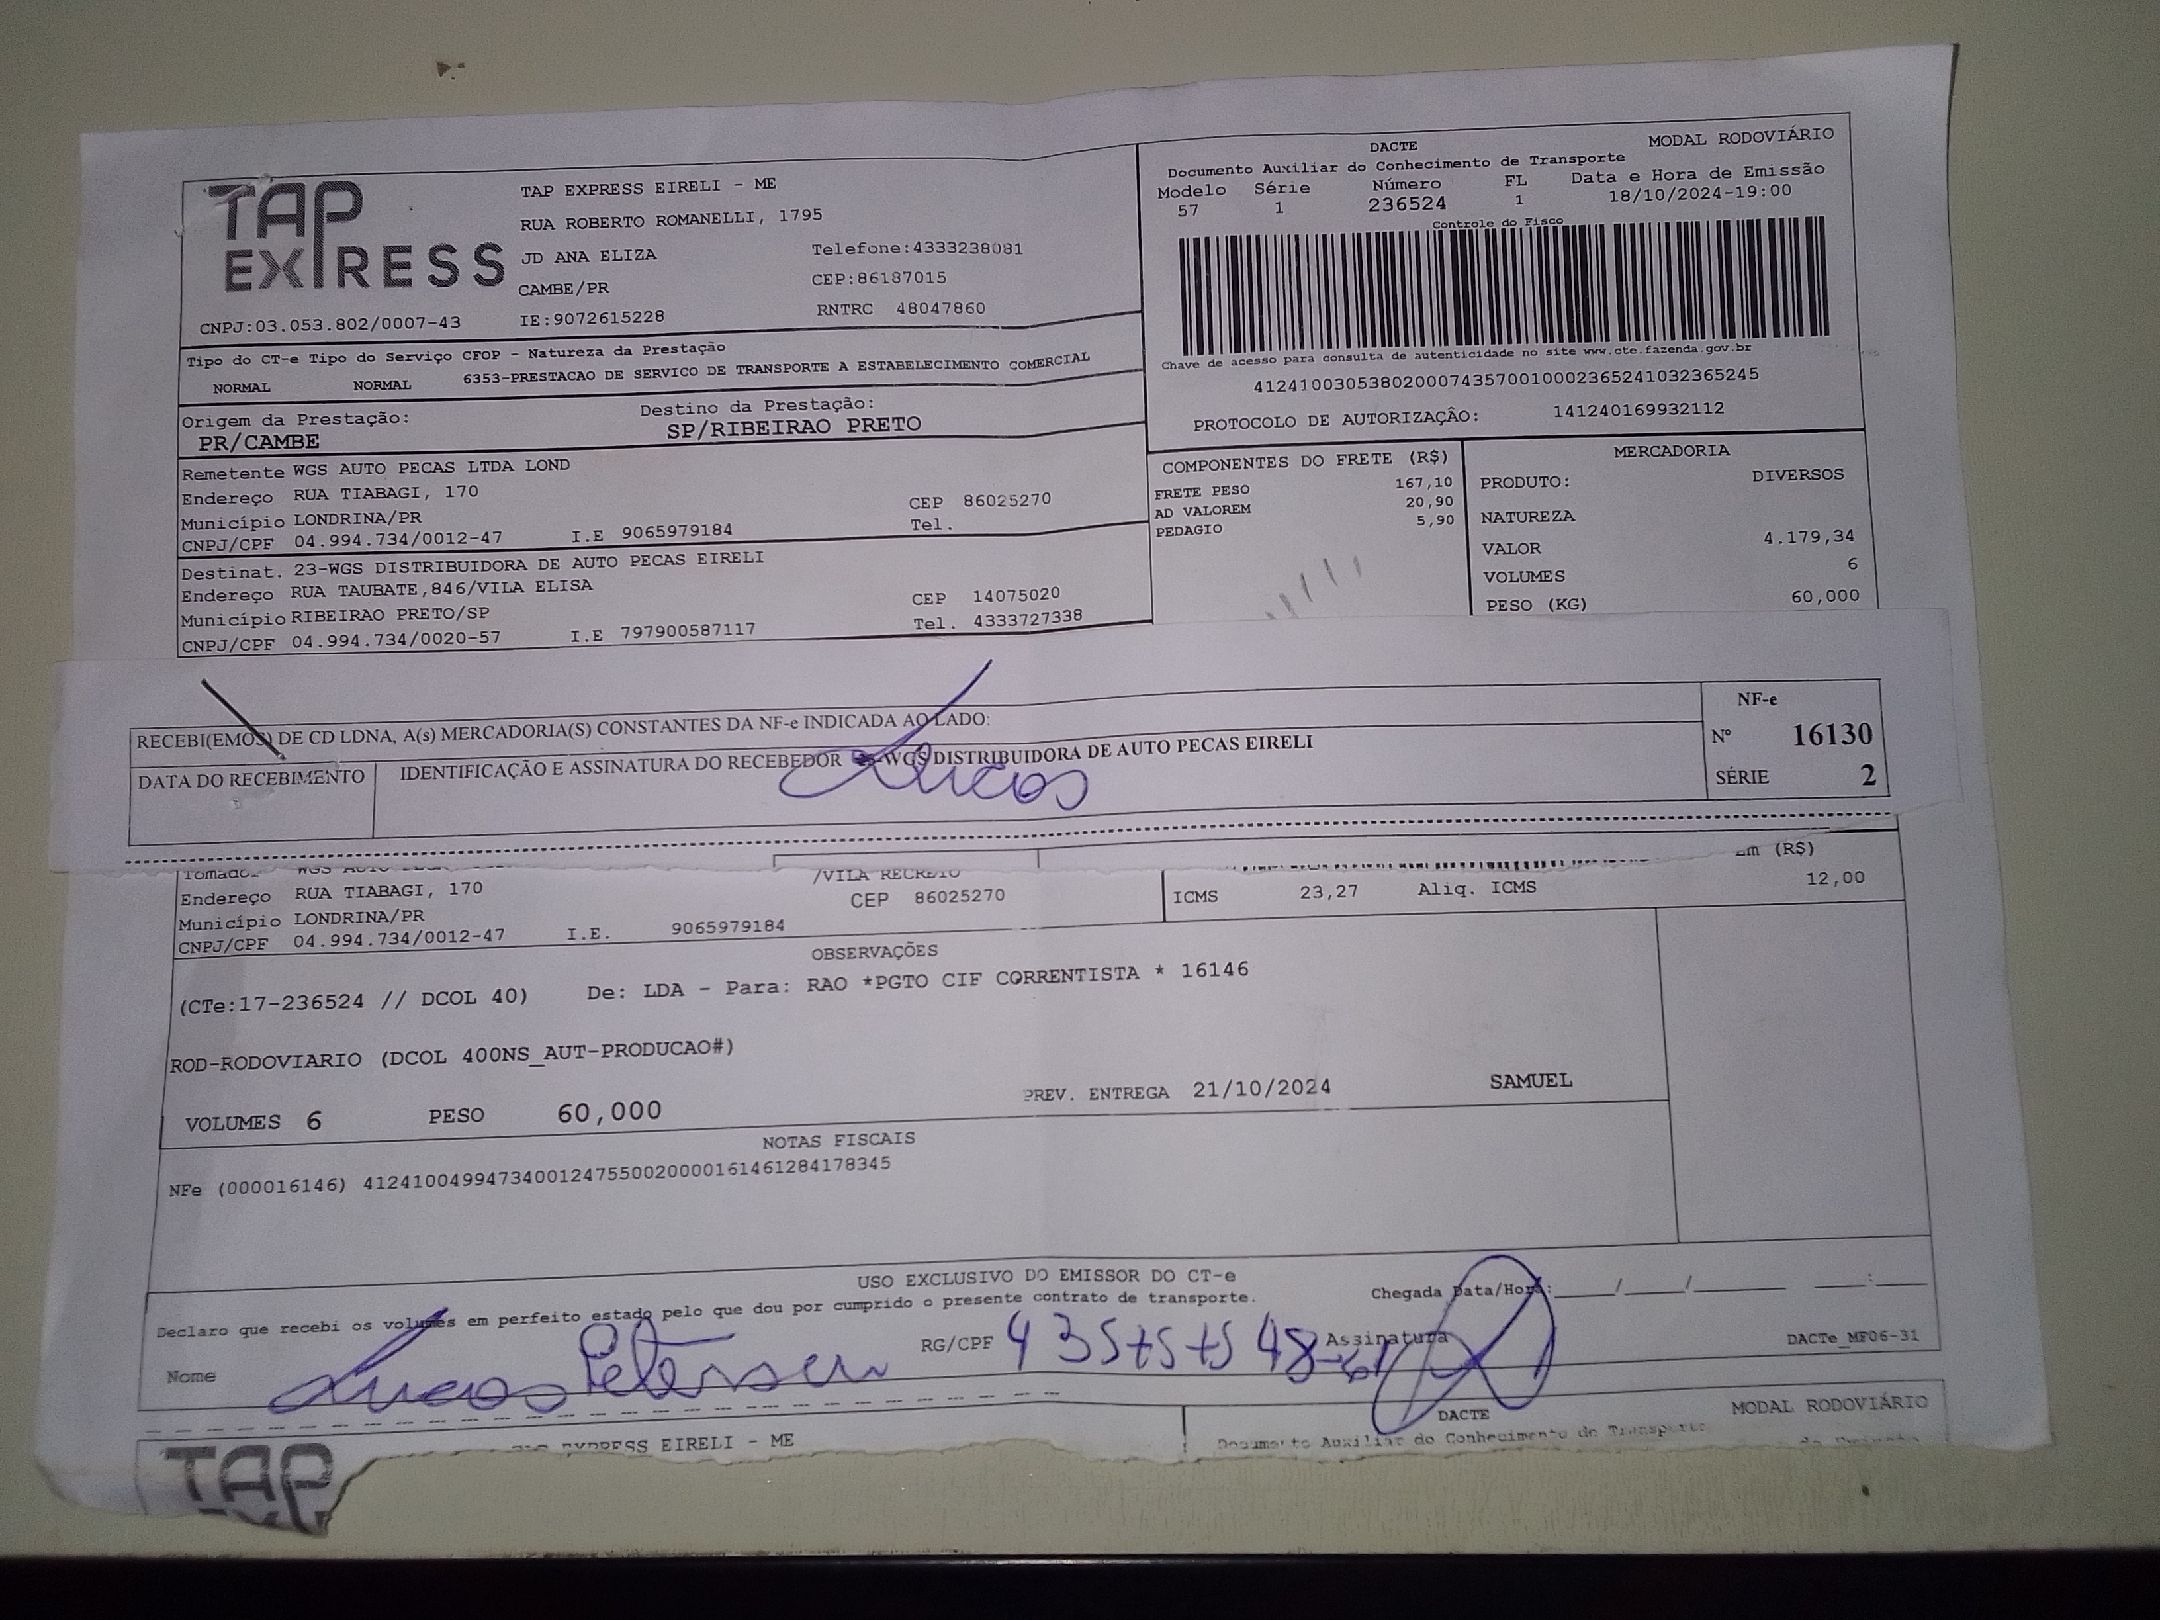 TAP EXPRESS
TAP EXPRESS EIRELI - ME
RUA ROBERTO ROMANELLI, 1795
JD ANA ELIZA Telefone:4333238081
CAMBE/PR CEP:86187015
CNPJ:03.053.802/0007-43 IE:9072615228 RNTRC 48047860
DACTE MODAL RODOVIÁRIO
Documento Auxiliar do Conhecimento de Transporte
Modelo Série Número FL Data e Hora de Emissão
57 1 236524 1 18/10/2024-19:00
Controle do Fisco
Chave de acesso para consulta de autenticidade no site www.cte.fazenda.gov.br
41241003053802000743570010002365241032365245
PROTOCOLO DE AUTORIZAÇÂO: 141240169932112
Tipo do CT-e Tipo do Serviço CFOP - Natureza da Prestação
NORMAL NORMAL 6353-PRESTACAO DE SERVICO DE TRANSPORTE A ESTABELECIMENTO COMERCIAL
Origem da Prestação: Destino da Prestação:
PR/CAMBE SP/RIBEIRAO PRETO
Remetente WGS AUTO PECAS LTDA LOND
Endereço RUA TIABAGI, 170 CEP 86025270
Município LONDRINA/PR Tel.
CNPJ/CPF 04.994.734/0012-47 I.E 9065979184
Destinat. 23-WGS DISTRIBUIDORA DE AUTO PECAS EIRELI
Endereço RUA TAUBATE,846/VILA ELISA CEP 14075020
Município RIBEIRAO PRETO/SP Tel. 4333727338
CNPJ/CPF 04.994.734/0020-57 I.E 797900587117
COMPONENTES DO FRETE (R$)
FRETE PESO 167,10
AD VALOREM 20,90
PEDAGIO 5,90
MERCADORIA
PRODUTO: DIVERSOS
NATUREZA
VALOR 4.179,34
VOLUMES 6
PESO (KG) 60,000
RECEBI(EMOS) DE CD LDNA, A(s) MERCADORIA(S) CONSTANTES DA NF-e INDICADA AO LADO:
DATA DO RECEBIMENTO IDENTIFICAÇÃO E ASSINATURA DO RECEBEDOR 23-WGS DISTRIBUIDORA DE AUTO PECAS EIRELI
Lucas
NF-e
Nº 16130
SÉRIE 2
Tomador
Endereço RUA TIABAGI, 170 /VILA RECREIO
Município LONDRINA/PR CEP 86025270
CNPJ/CPF 04.994.734/0012-47 I.E. 9065979184
(R$)
ICMS 23,27 Aliq. ICMS 12,00
OBSERVAÇÕES
(CTe:17-236524 // DCOL 40) De: LDA - Para: RAO *PGTO CIF CORRENTISTA * 16146
ROD-RODOVIARIO (DCOL 400NS_AUT-PRODUCAO#)
VOLUMES 6 PESO 60,000 PREV. ENTREGA 21/10/2024 SAMUEL
NOTAS FISCAIS
NFe (000016146) 41241004994734001247550020000161461284178345
USO EXCLUSIVO DO EMISSOR DO CT-e
Declaro que recebi os volumes em perfeito estado pelo que dou por cumprido o presente contrato de transporte. Chegada Data/Hora:____/____/____ ____:____
Nome Lucas Petersen RG/CPF Assinatura DACTe_MF06-31
TAP
EXPRESS EIRELI - ME
DACTE MODAL RODOVIÁRIO
Documento Auxiliar do Conhecimento de Transporte